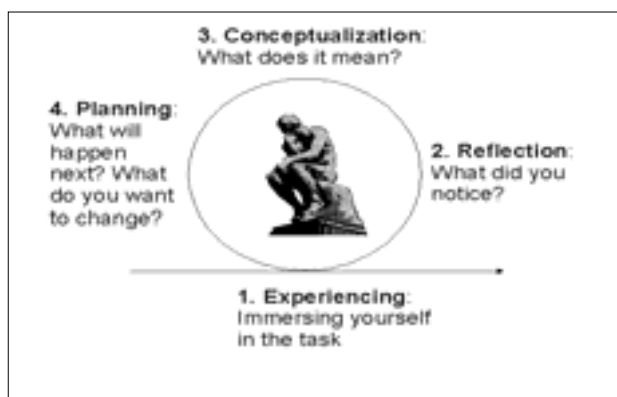 3. Conceptualization:
What does it mean?
4. Planning:
What will
happen
next? What
do you want
to change?
2. Reflection:
What did you
notice?
1. Experiencing:
Immersing yourself
in the task